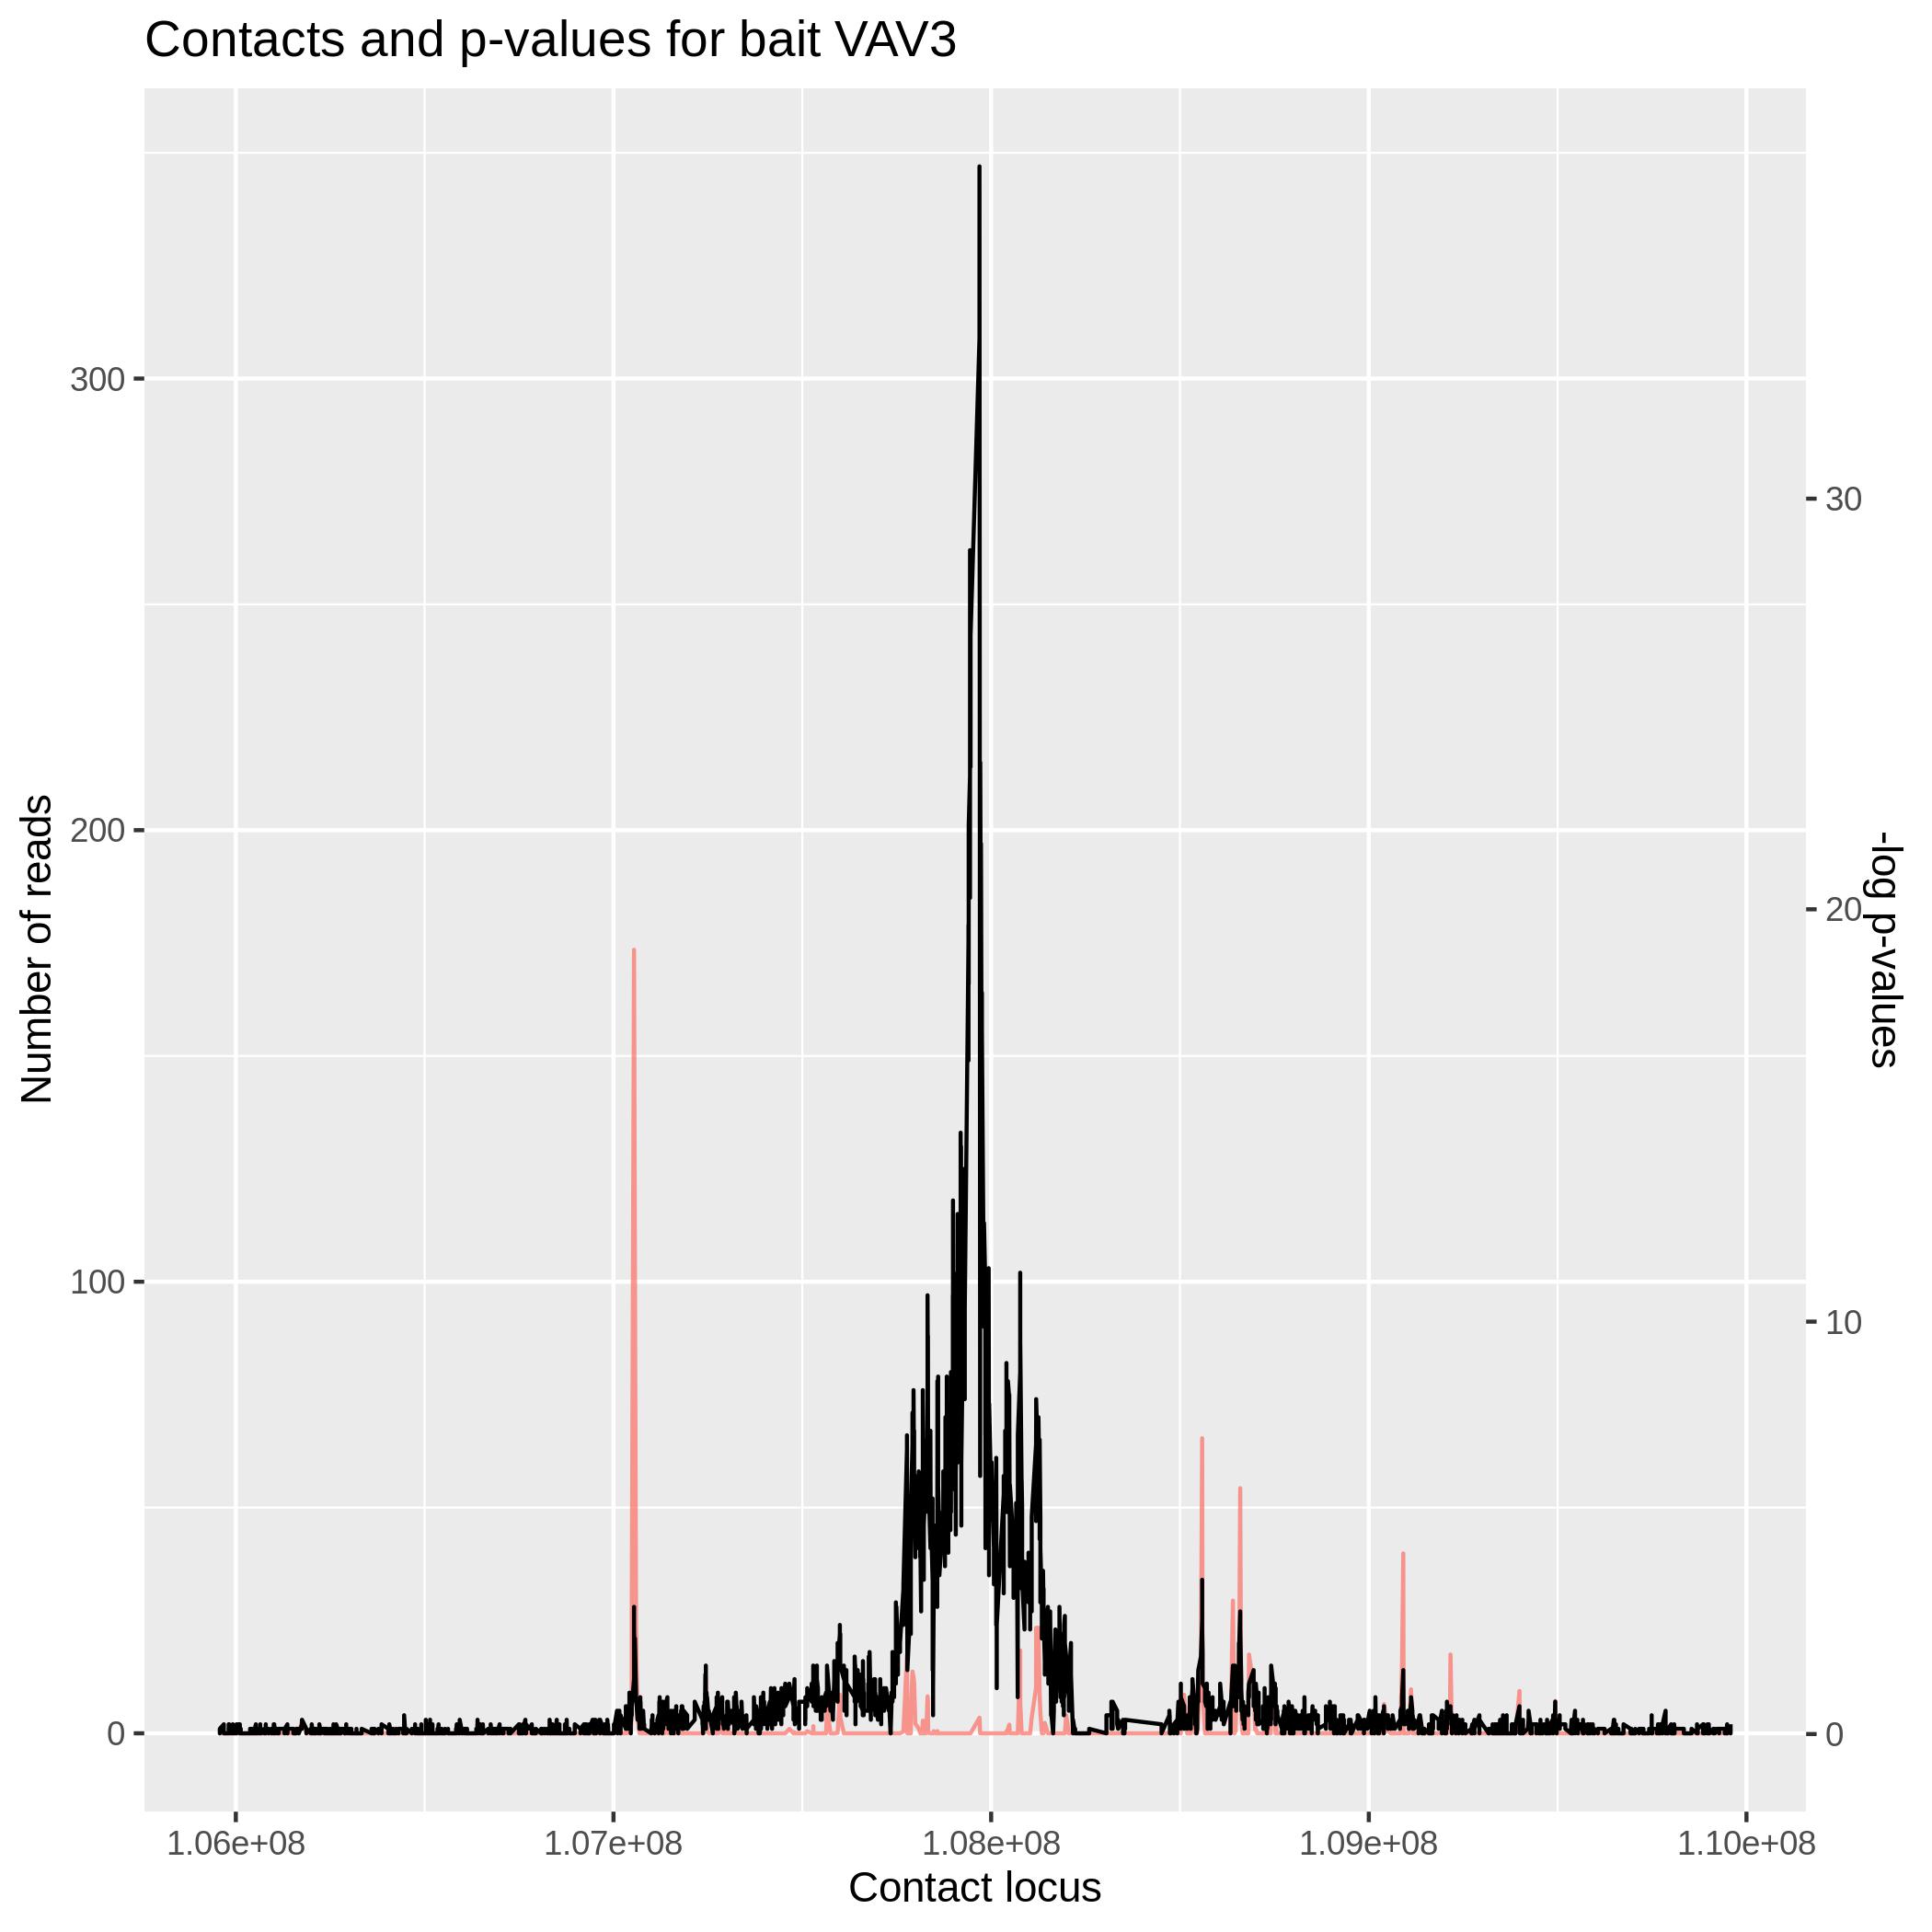 Contacts and p-values for bait VAV3
300
200
100
0
Number of reads
30
20
10
0
-log p-values
1.06e+08
1.07e+08
1.08e+08
1.09e+08
1.10e+08
Contact locus